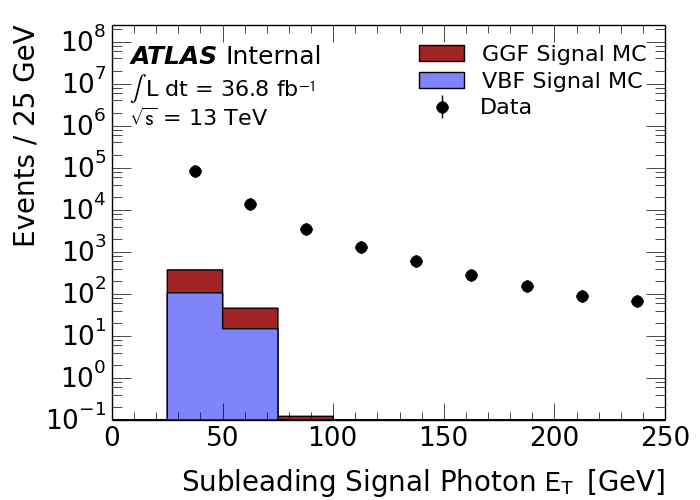 ATLAS Internal
∫L dt = 36.8 fb⁻¹
√s = 13 TeV
GGF Signal MC
VBF Signal MC
Data
Events / 25 GeV
10⁸
10⁷
10⁶
10⁵
10⁴
10³
10²
10¹
10⁰
10⁻¹
0 50 100 150 200 250
Subleading Signal Photon E_T [GeV]